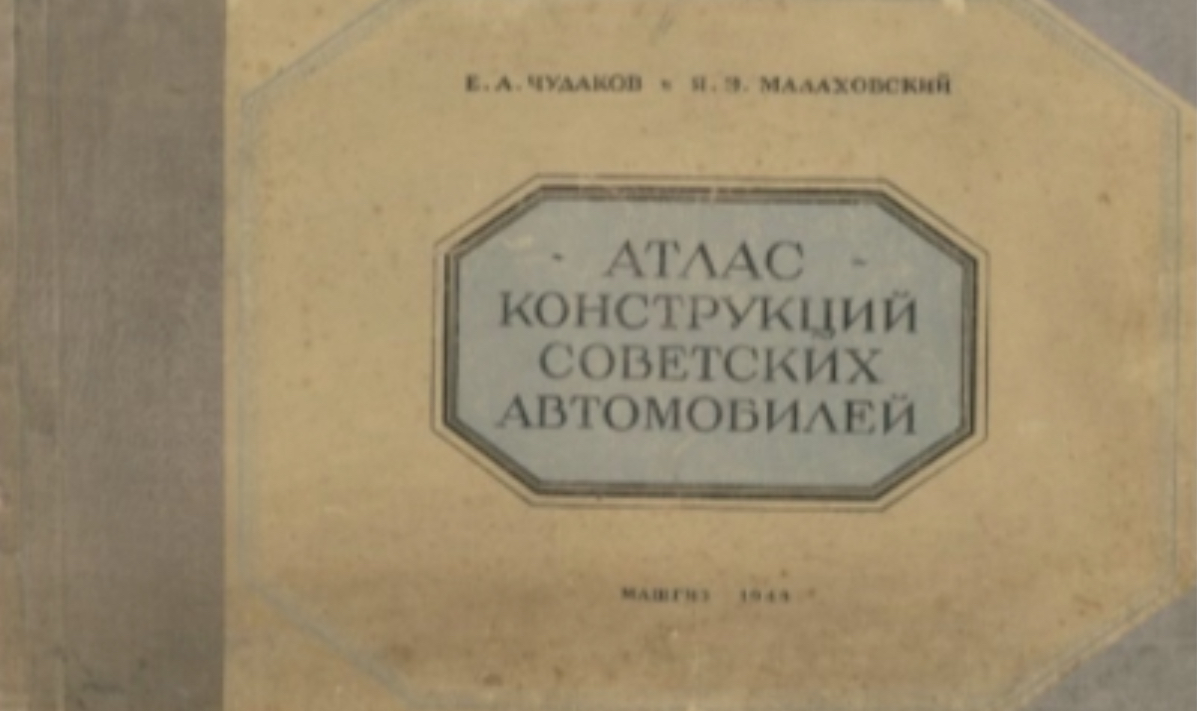 Е. А. ЧУДАКОВ и Я. Э. МАЛАХОВСКИЙ
АТЛАС
КОНСТРУКЦИЙ
СОВЕТСКИХ
АВТОМОБИЛЕЙ
МАШГИЗ